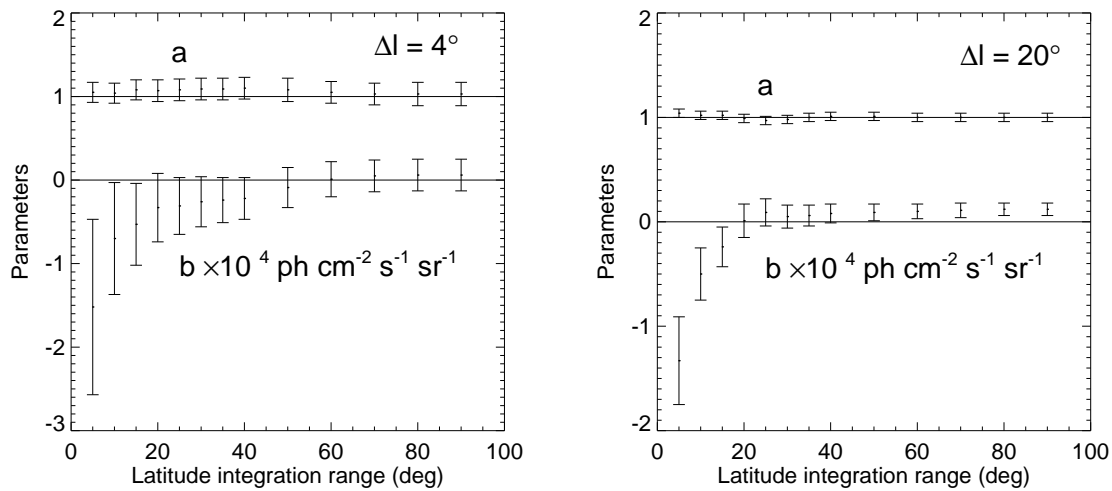 2
Δl = 4°
a
1
Parameters
0
-1
b ×10 ⁴ ph cm⁻² s⁻¹ sr⁻¹
-2
-3
0 20 40 60 80 100
Latitude integration range (deg)
2
Δl = 20°
a
1
Parameters
0
b ×10 ⁴ ph cm⁻² s⁻¹ sr⁻¹
-1
-2
0 20 40 60 80 100
Latitude integration range (deg)